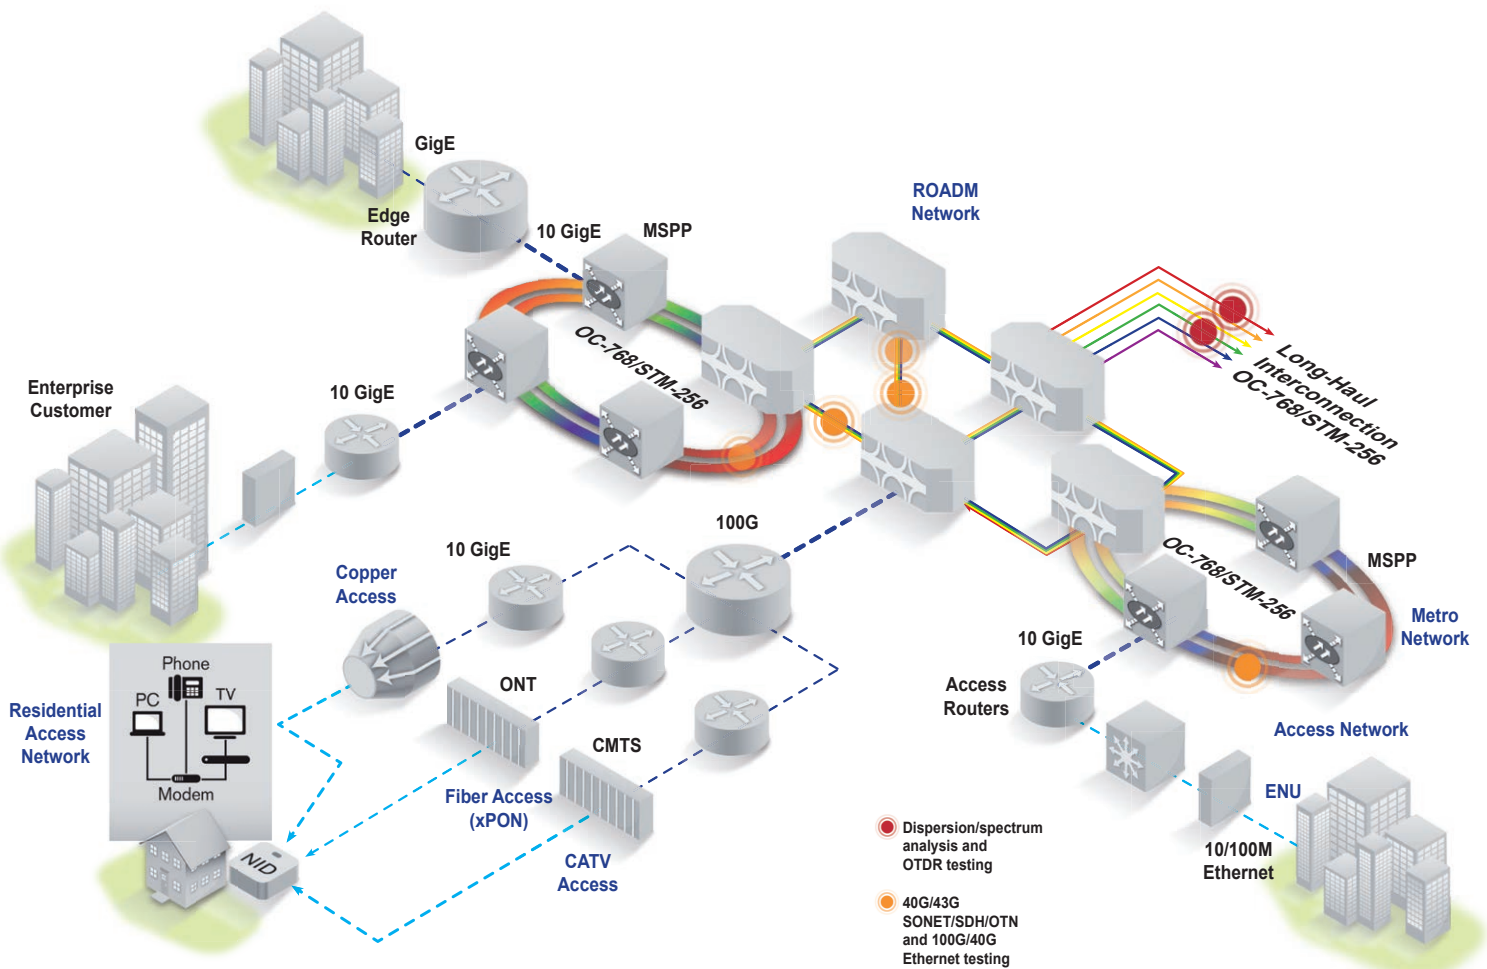 GigE
Edge
Router
10 GigE
MSPP
ROADM
Network
OC-768/STM-256
Long-Haul
Interconnection
OC-768/STM-256
Enterprise
Customer
10 GigE
100G
10 GigE
Copper
Access
OC-768/STM-256
MSPP
Metro
Network
10 GigE
Access
Routers
Access Network
ENU
10/100M
Ethernet
Residential
Access
Network
Phone
PC
TV
Modem
NID
ONT
CMTS
Fiber Access
(xPON)
CATV
Access
Dispersion/spectrum
analysis and
OTDR testing
40G/43G
SONET/SDH/OTN
and 100G/40G
Ethernet testing